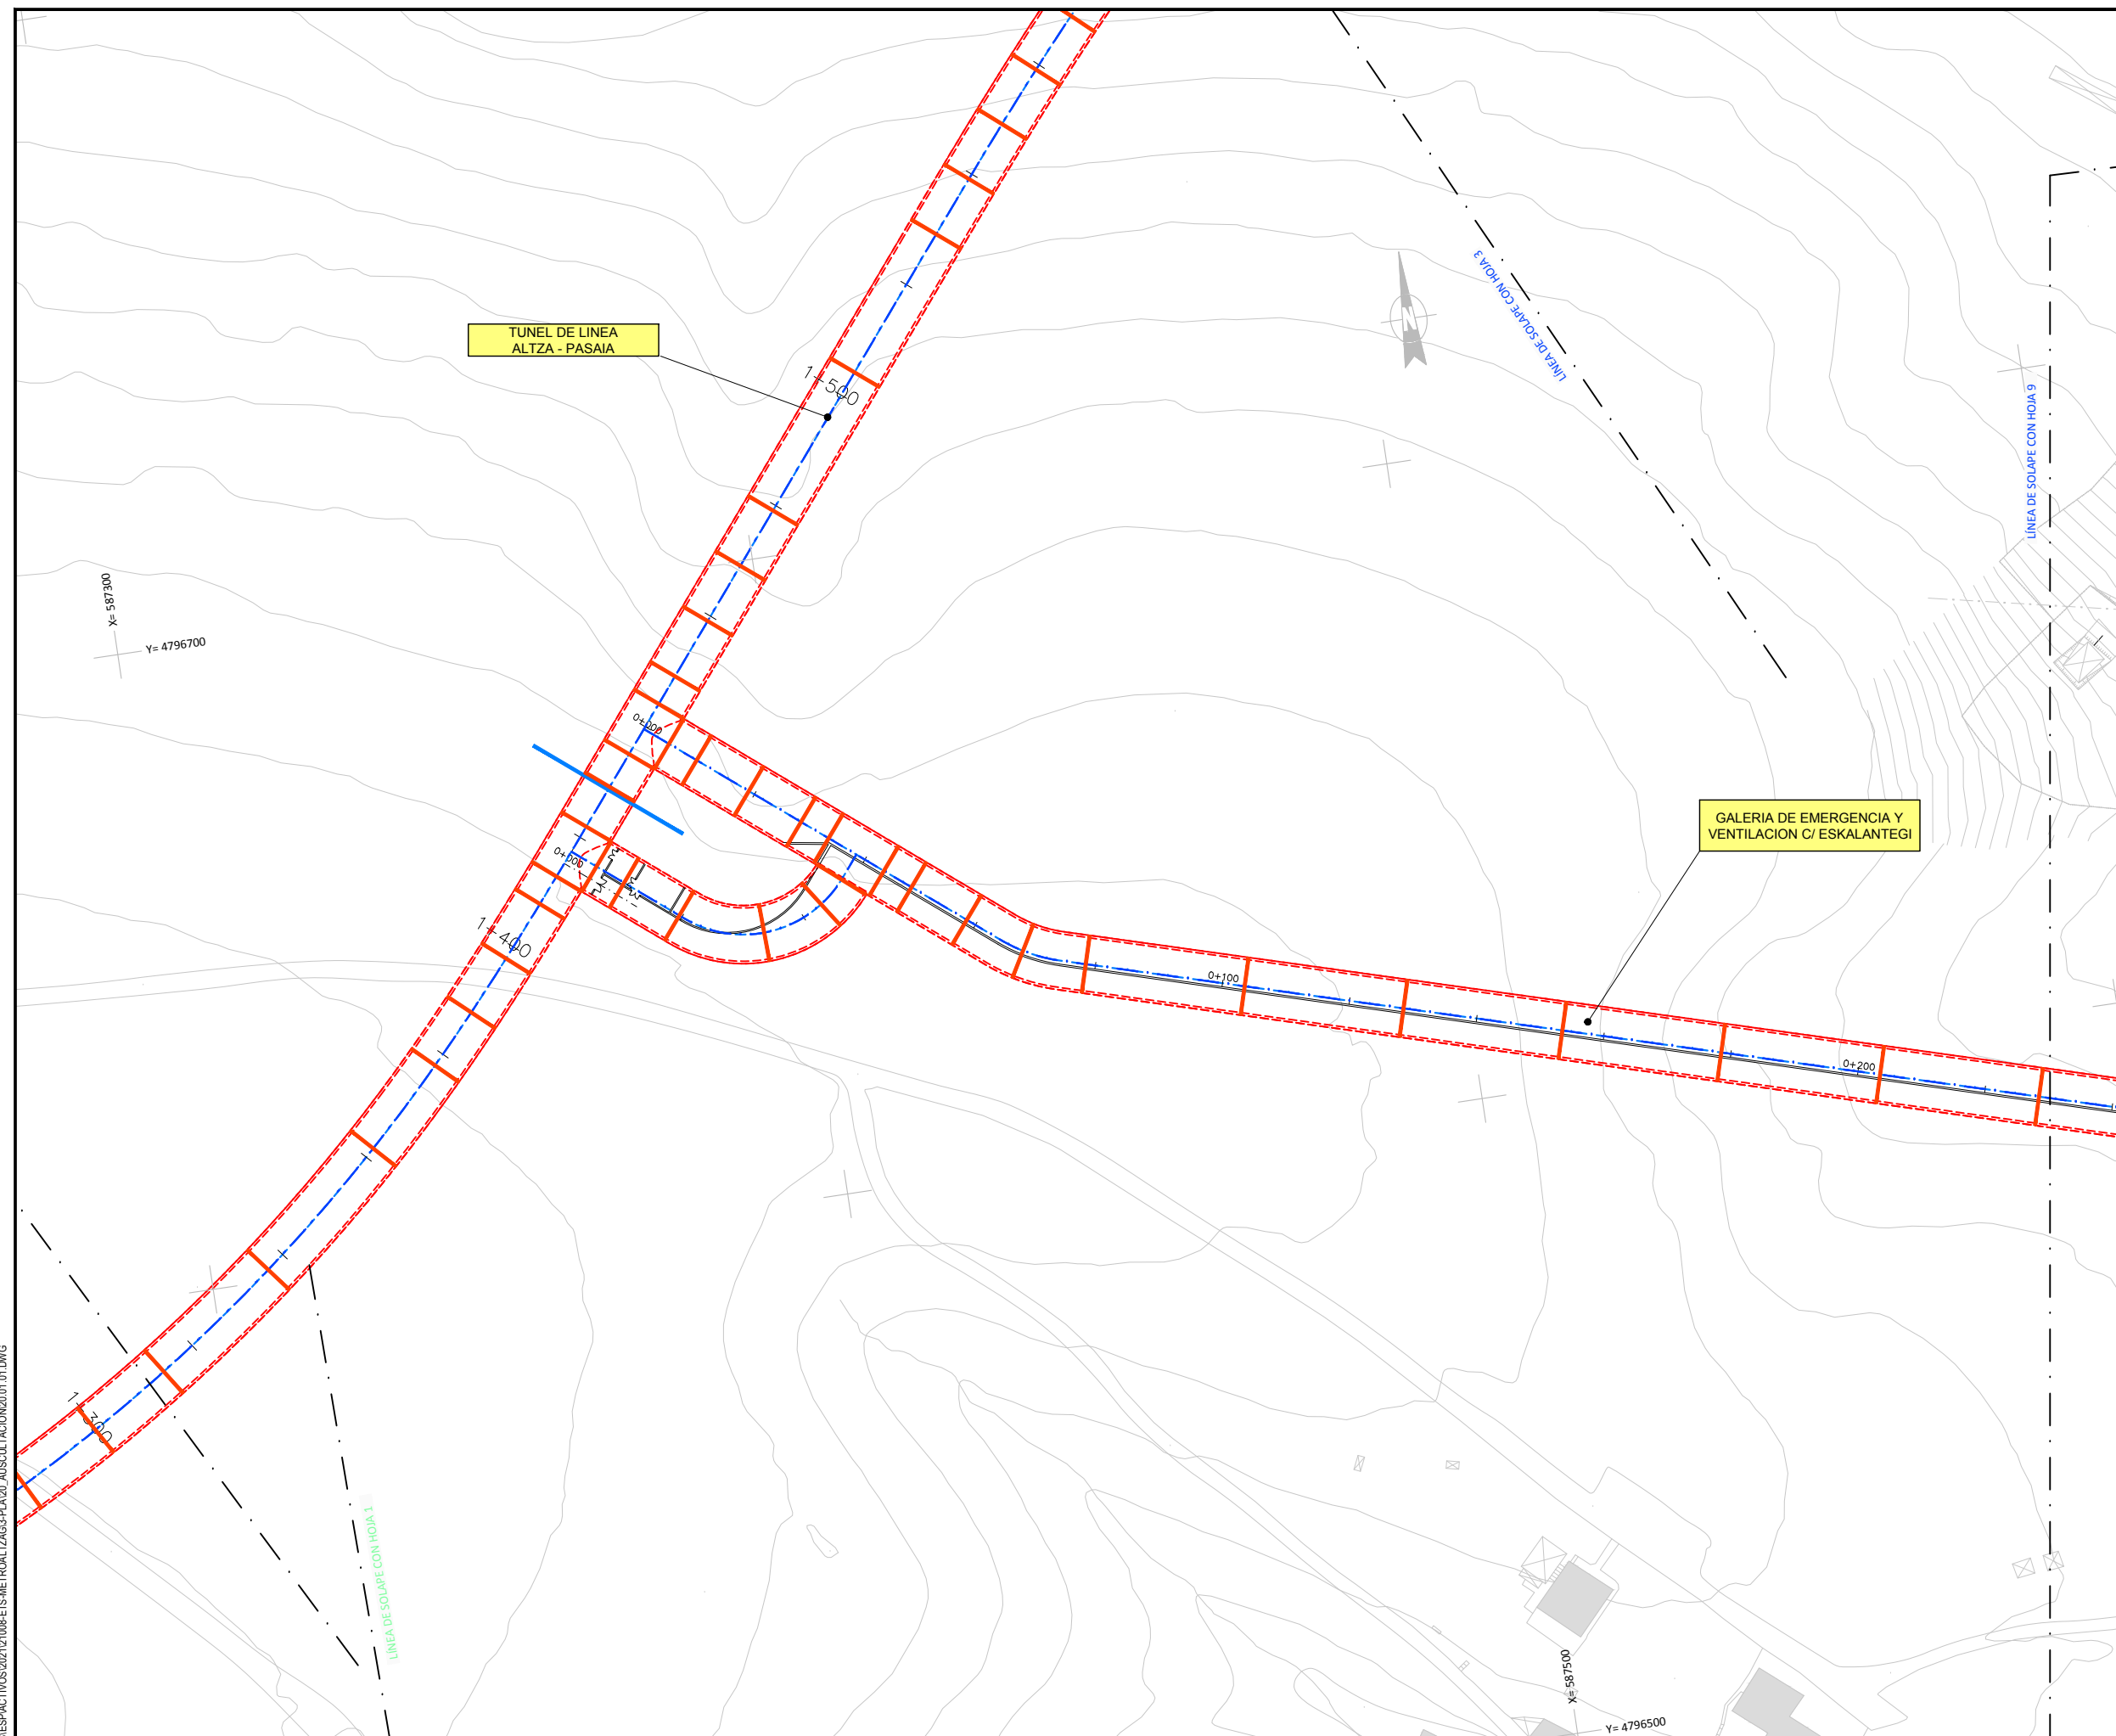 TUNEL DE LINEA
ALTZA - PASAIA
LÍNEA DE SOLAPE CON HOJA 3
LÍNEA DE SOLAPE CON HOJA 9
1+500
X= 587300
Y= 4796700
0+000
GALERIA DE EMERGENCIA Y
VENTILACION C/ ESKALANTEGI
0+000
1+400
0+100
0+200
1+300
LÍNEA DE SOLAPE CON HOJA 1
X= 587500
Y= 4796500